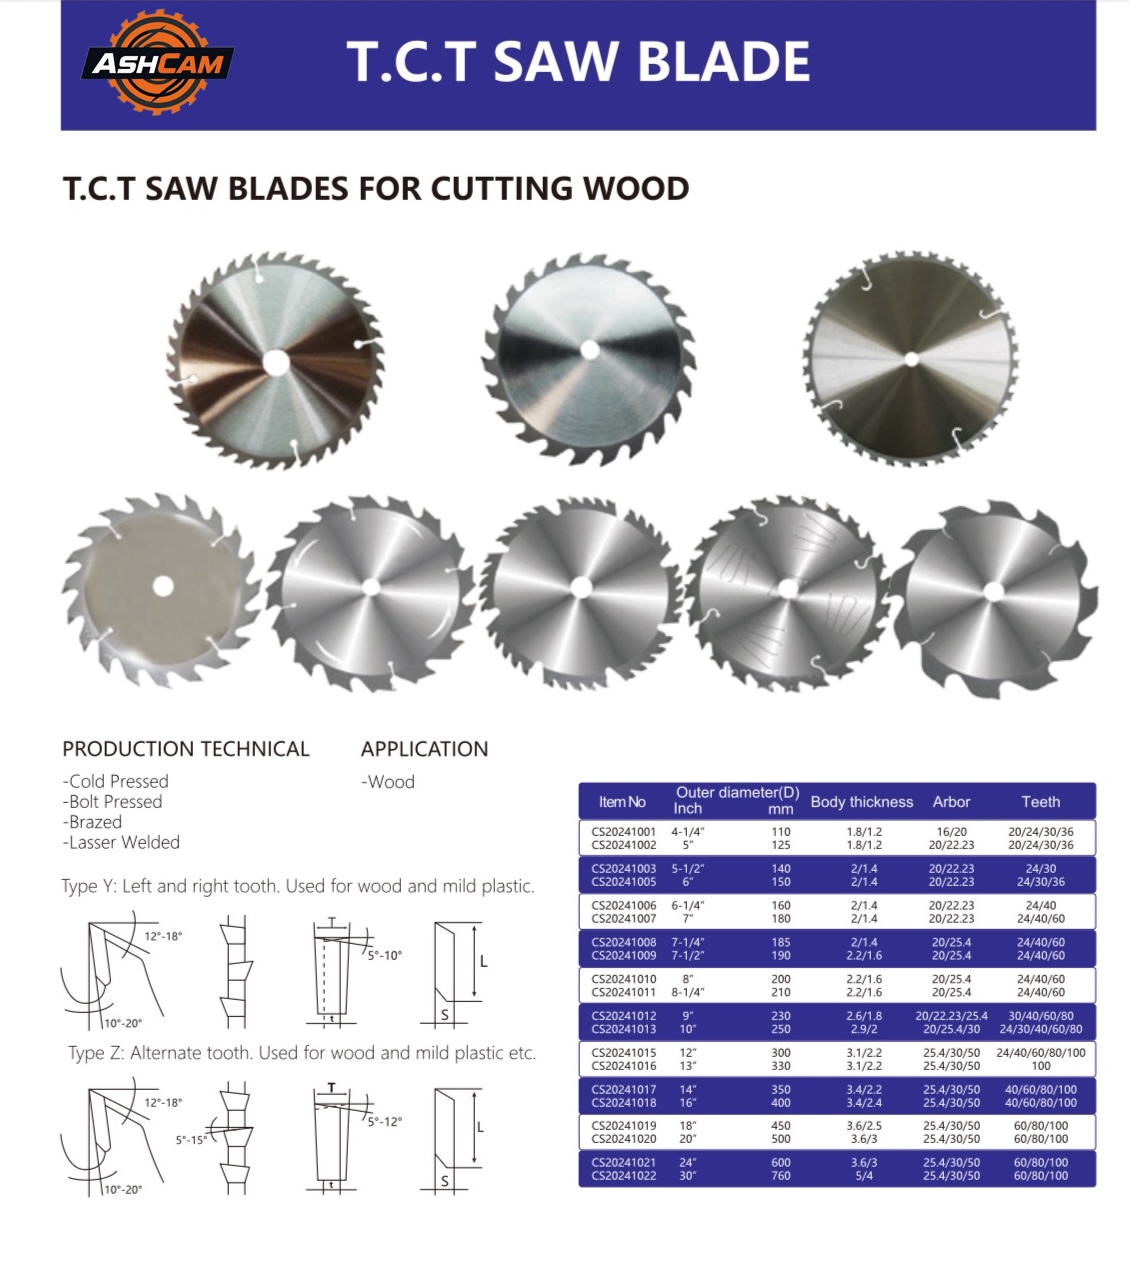 ASHCAM
T.C.T SAW BLADE
T.C.T SAW BLADES FOR CUTTING WOOD
PRODUCTION TECHNICAL
-Cold Pressed
-Bolt Pressed
-Brazed
-Lasser Welded
APPLICATION
-Wood
Type Y: Left and right tooth. Used for wood and mild plastic.
12°-18°
10°-20°
T
5°-10°
t
L
S
Type Z: Alternate tooth. Used for wood and mild plastic etc.
12°-18°
10°-20°
5°-15°
T
5°-12°
t
L
S
Item No Outer diameter(D) Inch mm Body thickness Arbor Teeth
CS20241001 4-1/4" 110 1.8/1.2 16/20 20/24/30/36
CS20241002 5" 125 1.8/1.2 20/22.23 20/24/30/36
CS20241003 5-1/2" 140 2/1.4 20/22.23 24/30
CS20241005 6" 150 2/1.4 20/22.23 24/30/36
CS20241006 6-1/4" 160 2/1.4 20/22.23 24/40
CS20241007 7" 180 2/1.4 20/22.23 24/40/60
CS20241008 7-1/4" 185 2/1.4 20/25.4 24/40/60
CS20241009 7-1/2" 190 2.2/1.6 20/25.4 24/40/60
CS20241010 8" 200 2.2/1.6 20/25.4 24/40/60
CS20241011 8-1/4" 210 2.2/1.6 20/25.4 24/40/60
CS20241012 9" 230 2.6/1.8 20/22.23/25.4 30/40/60/80
CS20241013 10" 250 2.9/2 20/25.4/30 24/30/40/60/80
CS20241015 12" 300 3.1/2.2 25.4/30/50 24/40/60/80/100
CS20241016 13" 330 3.1/2.2 25.4/30/50 100
CS20241017 14" 350 3.4/2.2 25.4/30/50 40/60/80/100
CS20241018 16" 400 3.4/2.4 25.4/30/50 40/60/80/100
CS20241019 18" 450 3.6/2.5 25.4/30/50 60/80/100
CS20241020 20" 500 3.6/3 25.4/30/50 60/80/100
CS20241021 24" 600 3.6/3 25.4/30/50 60/80/100
CS20241022 30" 760 5/4 25.4/30/50 60/80/100